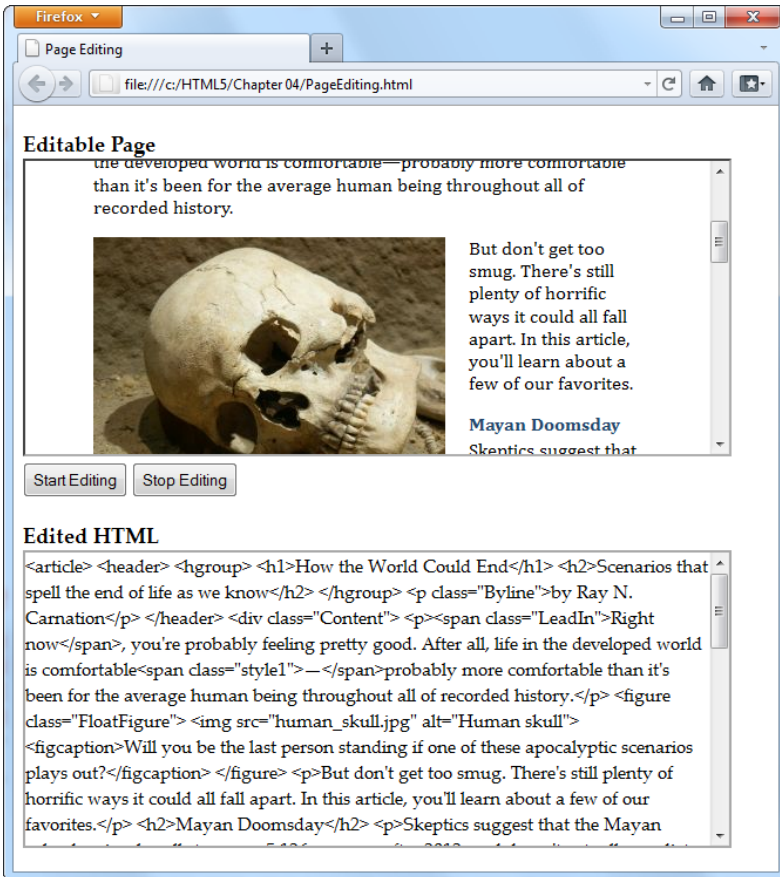 Firefox
Page Editing
file:///c:/HTML5/Chapter 04/PageEditing.html
Editable Page
the developed world is comfortable—probably more comfortable
than it's been for the average human being throughout all of
recorded history.
But don't get too
smug. There's still
plenty of horrific
ways it could all fall
apart. In this article,
you'll learn about a
few of our favorites.
Mayan Doomsday
Skeptics suggest that
Start Editing Stop Editing
Edited HTML
<article> <header> <hgroup> <h1>How the World Could End</h1> <h2>Scenarios that
spell the end of life as we know</h2> </hgroup> <p class="Byline">by Ray N.
Carnation</p> </header> <div class="Content"> <p><span class="LeadIn">Right
now</span>, you're probably feeling pretty good. After all, life in the developed world
is comfortable<span class="style1">—</span>probably more comfortable than it's
been for the average human being throughout all of recorded history.</p> <figure
class="FloatFigure"> <img src="human_skull.jpg" alt="Human skull">
<figcaption>Will you be the last person standing if one of these apocalyptic scenarios
plays out?</figcaption> </figure> <p>But don't get too smug. There's still plenty of
horrific ways it could all fall apart. In this article, you'll learn about a few of our
favorites.</p> <h2>Mayan Doomsday</h2> <p>Skeptics suggest that the Mayan